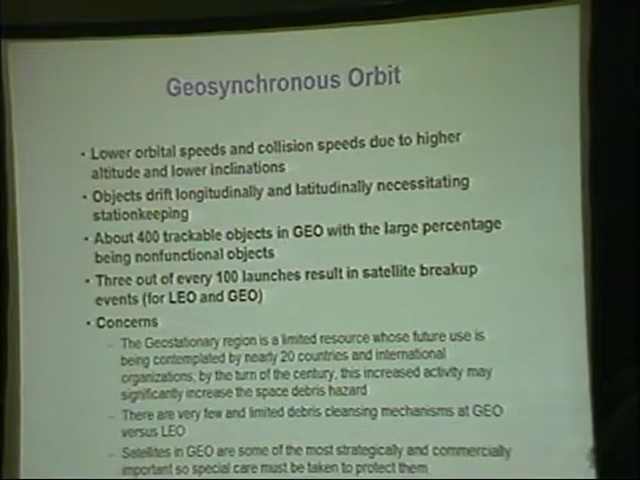 Geosynchronous Orbit
• Lower orbital speeds and collision speeds due to higher
altitude and lower inclinations
• Objects drift longitudinally and latitudinally necessitating
stationkeeping
• About 400 trackable objects in GEO with the large percentage
being nonfunctional objects
• Three out of every 100 launches result in satellite breakup
events (for LEO and GEO)
• Concerns
– The Geostationary region is a limited resource whose future use is
being contemplated by nearly 20 countries and international
organizations; by the turn of the century, this increased activity may
significantly increase the space debris hazard
– There are very few and limited debris cleansing mechanisms at GEO
versus LEO
– Satellites in GEO are some of the most strategically and commercially
important so special care must be taken to protect them